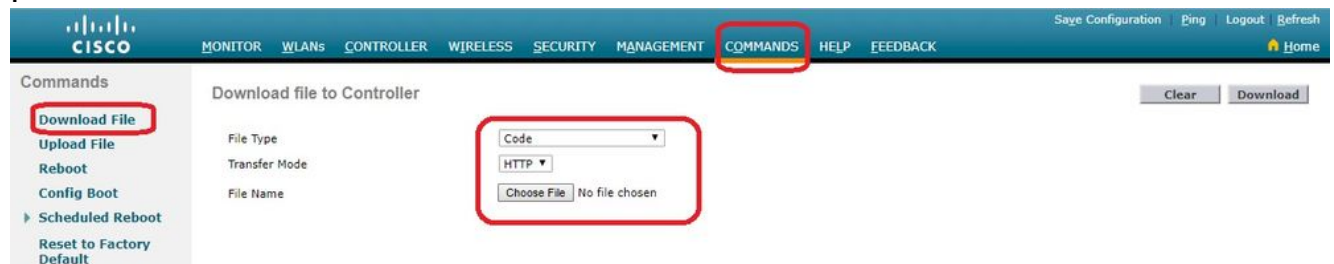 Save Configuration Ping Logout Refresh
CISCO MONITOR WLANs CONTROLLER WIRELESS SECURITY MANAGEMENT COMMANDS HELP FEEDBACK Home
Commands
Download File
Upload File
Reboot
Config Boot
Scheduled Reboot
Reset to Factory
Default
Download file to Controller
Clear Download
File Type Code
Transfer Mode HTTP
File Name Choose File No file chosen